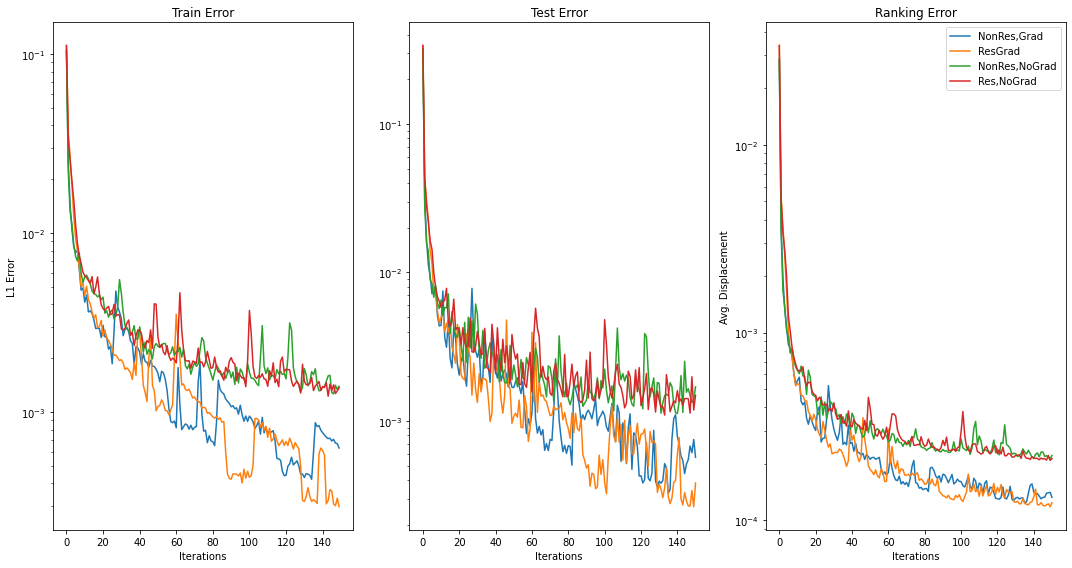 Train Error
Test Error
Ranking Error
L1 Error
10⁻¹
10⁻²
10⁻³
0 20 40 60 80 100 120 140
Iterations
10⁻¹
10⁻²
10⁻³
0 20 40 60 80 100 120 140
Iterations
Avg. Displacement
10⁻²
10⁻³
10⁻⁴
0 20 40 60 80 100 120 140
Iterations
NonRes,Grad
ResGrad
NonRes,NoGrad
Res,NoGrad